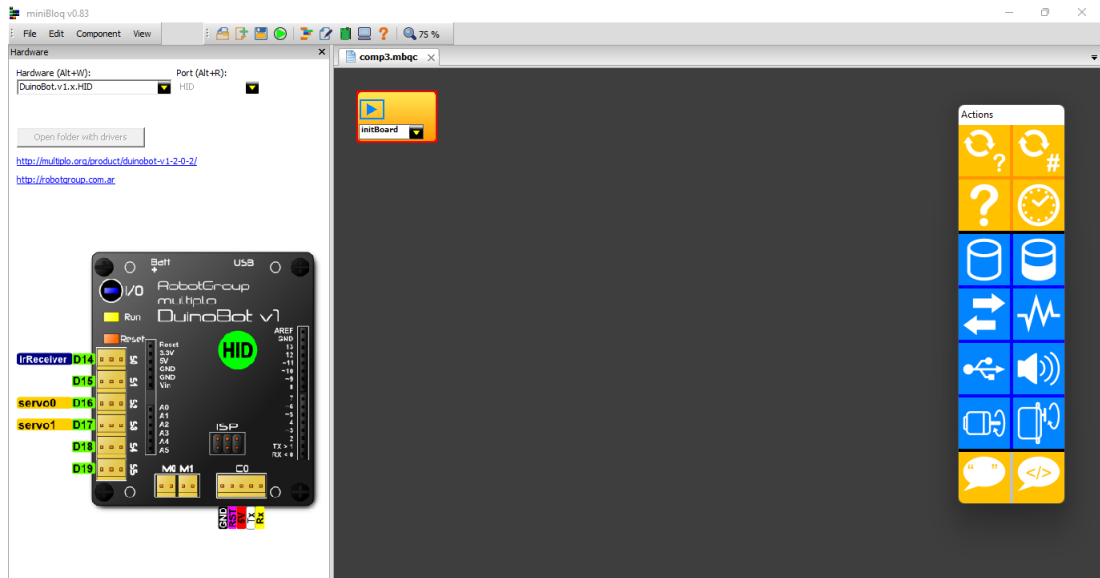 miniBloq v0.83
File Edit Component View
75 %
Hardware
comp3.mbqc
Hardware (Alt+W):
Port (Alt+R):
DuinoBot.v1.x.HID
HID
Open folder with drivers
http://multiplo.org/product/duinobot-v1-2-0-2/
http://robotgroup.com.ar
initBoard
Actions
? #
?
“ ”
</>
Batt
+
USB
I/O
RobotGroup
multiplo
DuinoBot v1
Run
Reset
HID
Reset
3.3V
5V
GND
GND
Vin
A0
A1
A2
A3
A4
A5
AREF
GND
13
12
~11
~10
~9
8
7
~6
~5
4
~3
2
TX > 1
RX < 0
IrReceiver D14
D15
servo0 D16
servo1 D17
D18
D19
S
ISP
M0 M1
C0
GND
RST
5V
Tx
Rx